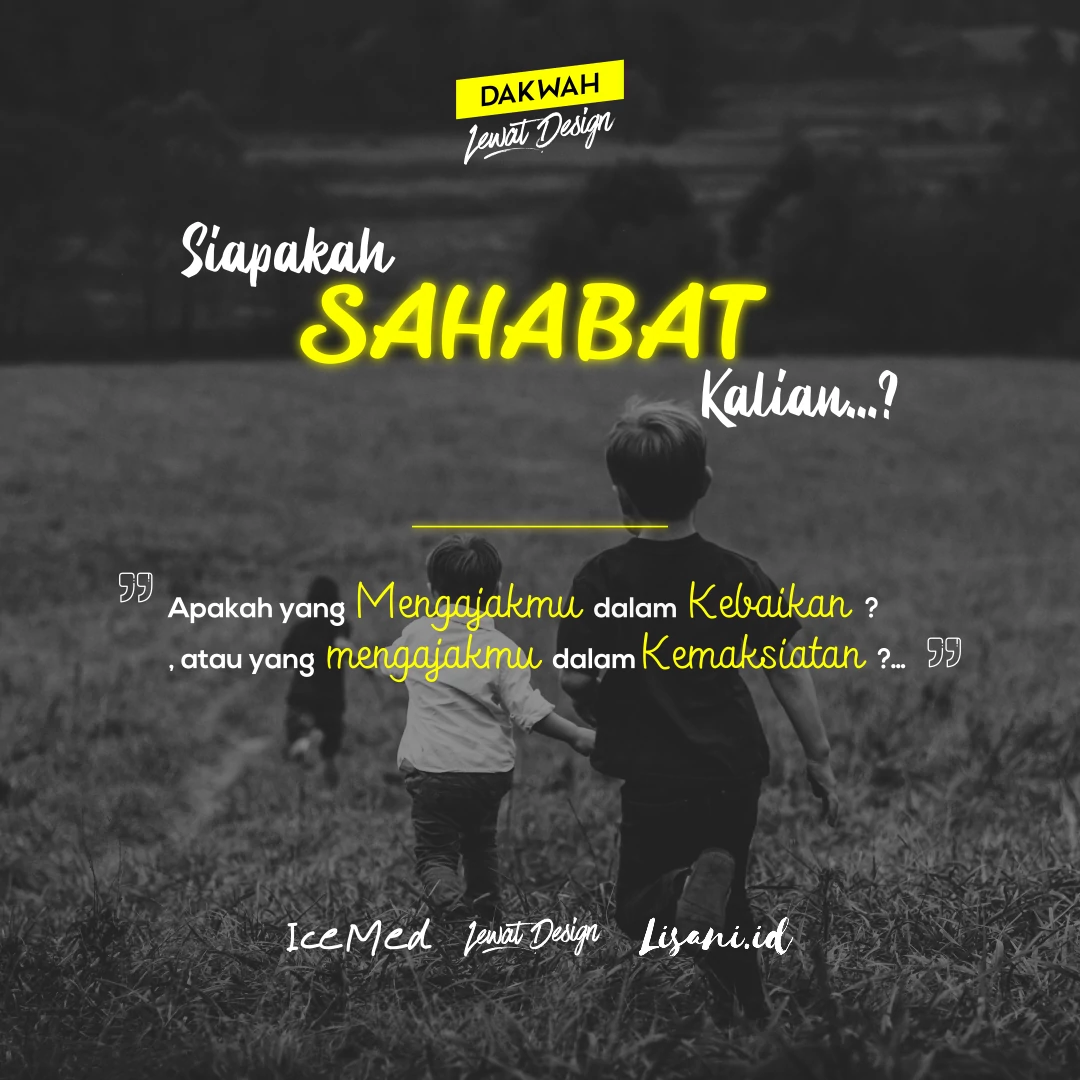 DAKWAH
Lewat Design
Siapakah
SAHABAT
Kalian...?
" Apakah yang Mengajakmu dalam Kebaikan ?
, atau yang mengajakmu dalam Kemaksiatan ?... "
IceMed Lewat Design Lisani.id